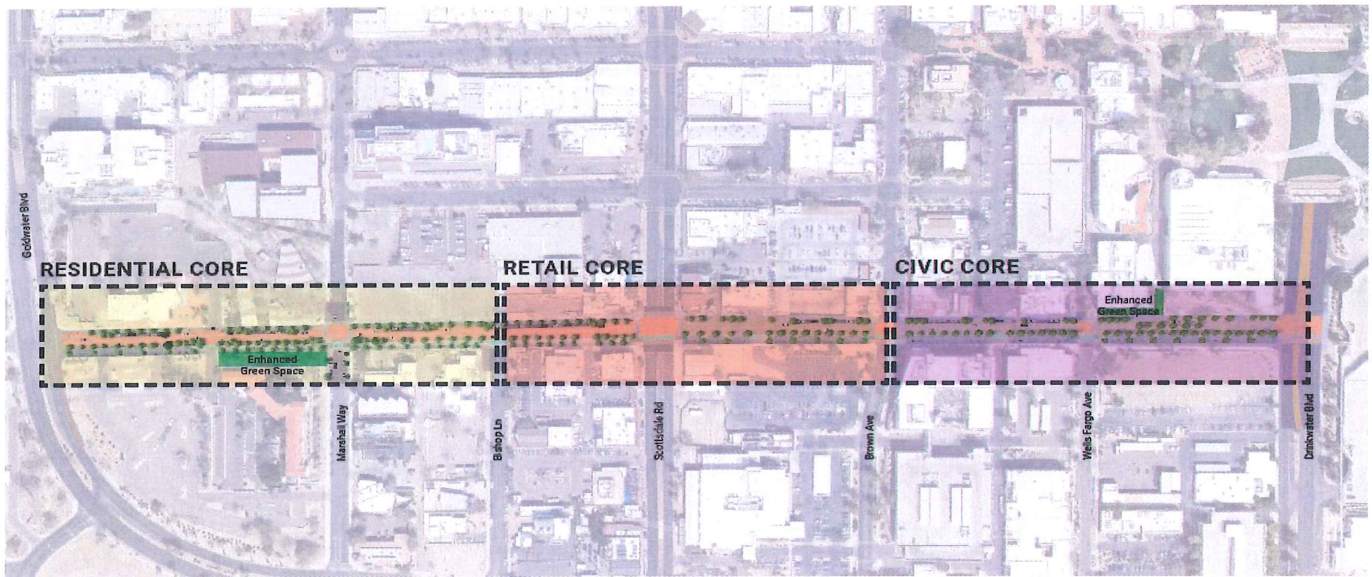 RESIDENTIAL CORE
RETAIL CORE
CIVIC CORE
Goldwater Blvd
Enhanced
Green Space
Enhanced
Green Space
Marshall Way
Bishop Ln
Scottsdale Rd
Brown Ave
Wells Fargo Ave
Drinkwater Blvd